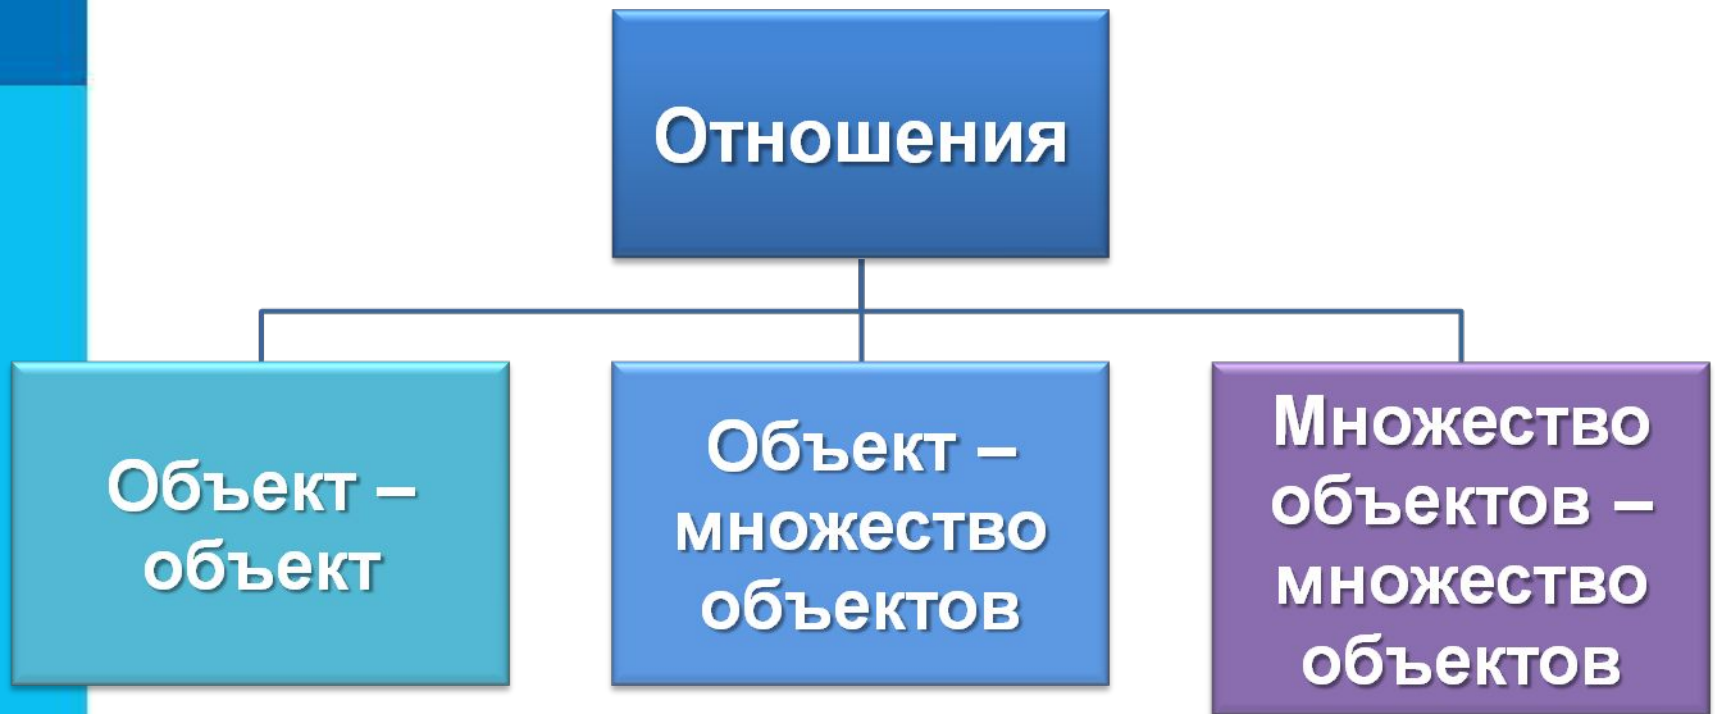 Отношения
Объект –
объект
Объект –
множество
объектов
Множество
объектов –
множество
объектов